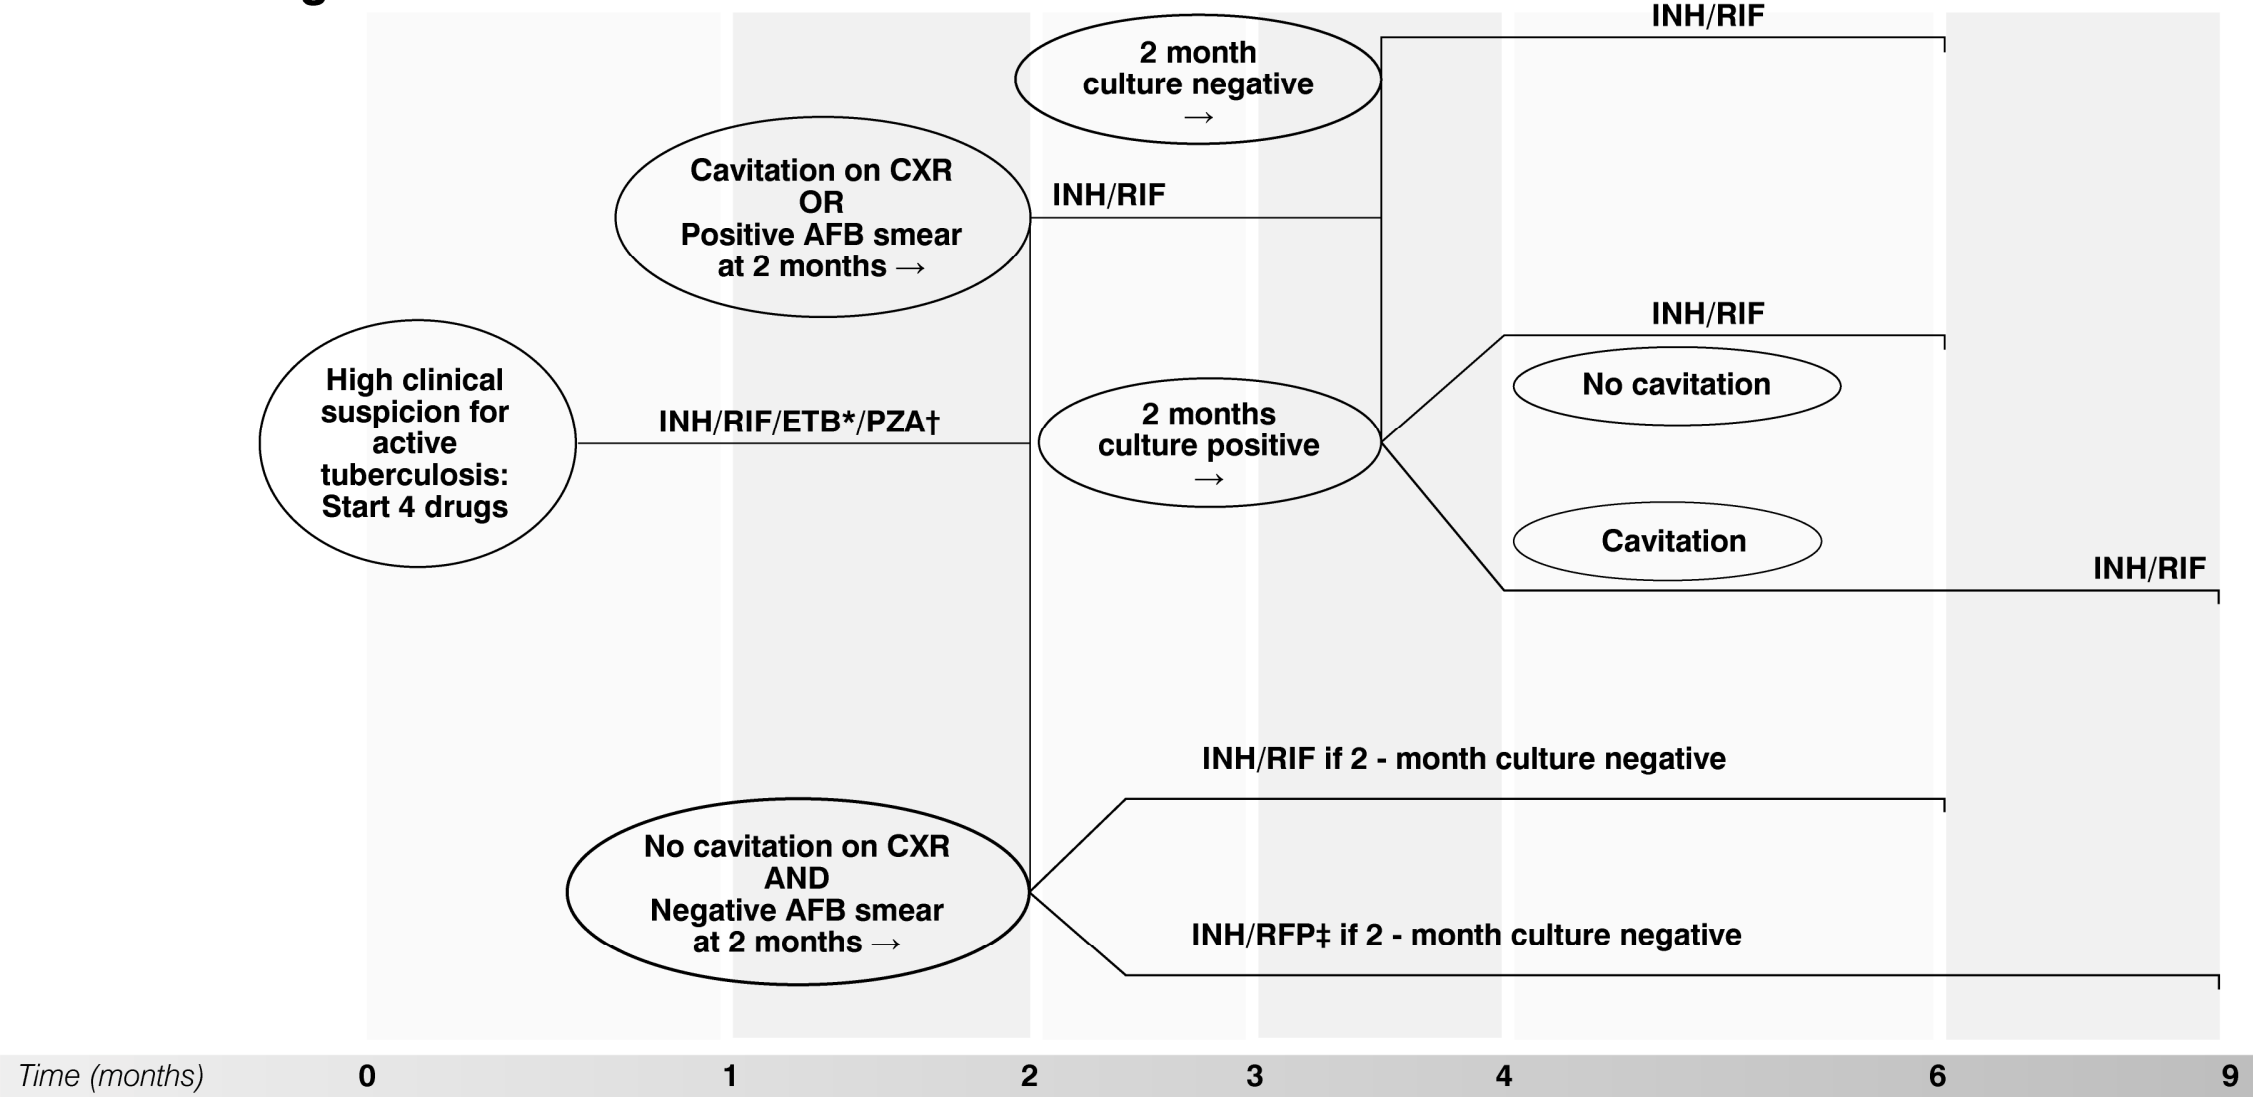 INH/RIF
2 month
culture negative
→
Cavitation on CXR
OR
Positive AFB smear
at 2 months →
INH/RIF
INH/RIF
No cavitation
High clinical
suspicion for
active
tuberculosis:
Start 4 drugs
INH/RIF/ETB*/PZA†
2 months
culture positive
→
Cavitation
INH/RIF
INH/RIF if 2 - month culture negative
No cavitation on CXR
AND
Negative AFB smear
at 2 months →
INH/RFP‡ if 2 - month culture negative
Time (months) 0 1 2 3 4 6 9